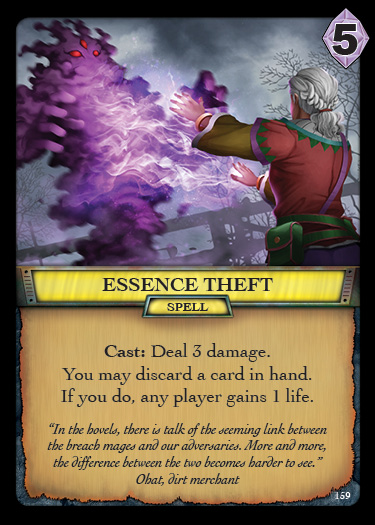 5
ESSENCE THEFT
SPELL
Cast: Deal 3 damage.
You may discard a card in hand.
If you do, any player gains 1 life.
"In the hovels, there is talk of the seeming link between
the breach mages and our adversaries. More and more,
the difference between the two becomes harder to see."
Ohat, dirt merchant
159